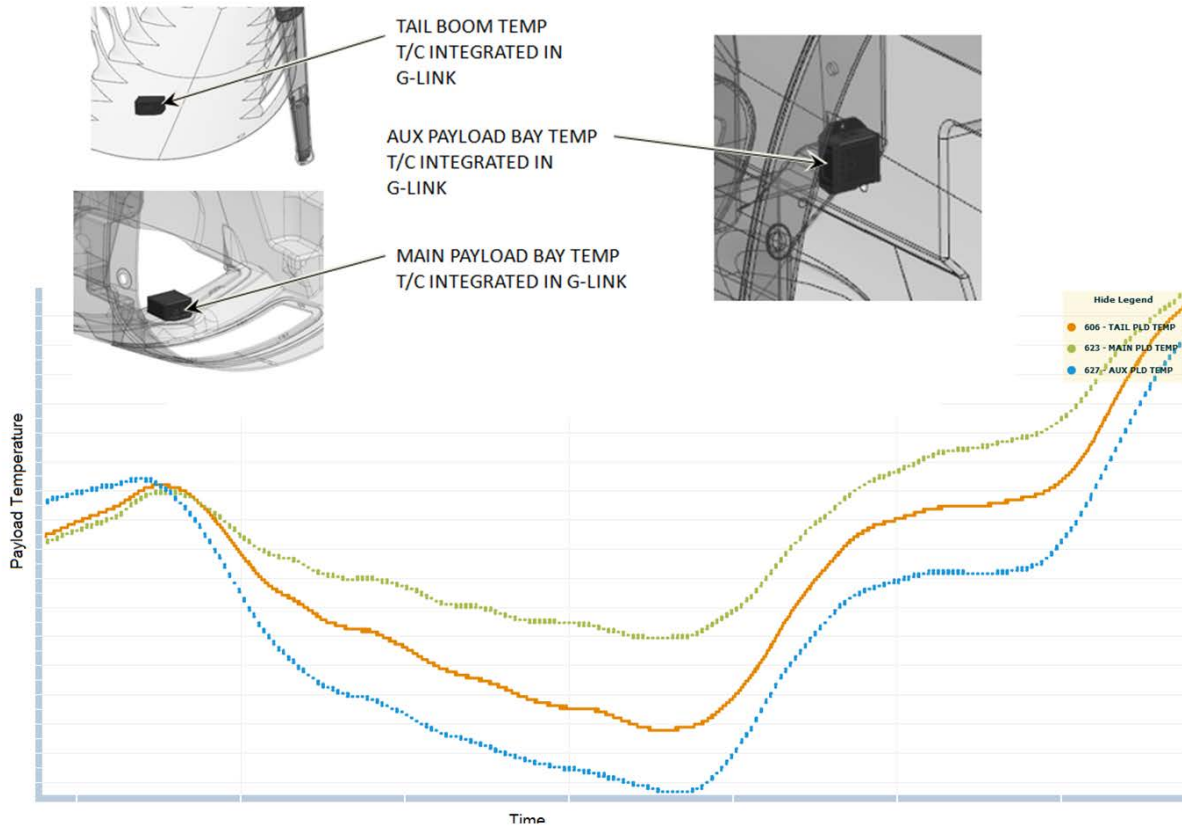 TAIL BOOM TEMP
T/C INTEGRATED IN
G-LINK
AUX PAYLOAD BAY TEMP
T/C INTEGRATED IN
G-LINK
MAIN PAYLOAD BAY TEMP
T/C INTEGRATED IN G-LINK
Hide Legend
606 - TAIL PLD TEMP
623 - MAIN PLD TEMP
627 - AUX PLD TEMP
Payload Temperature
Time